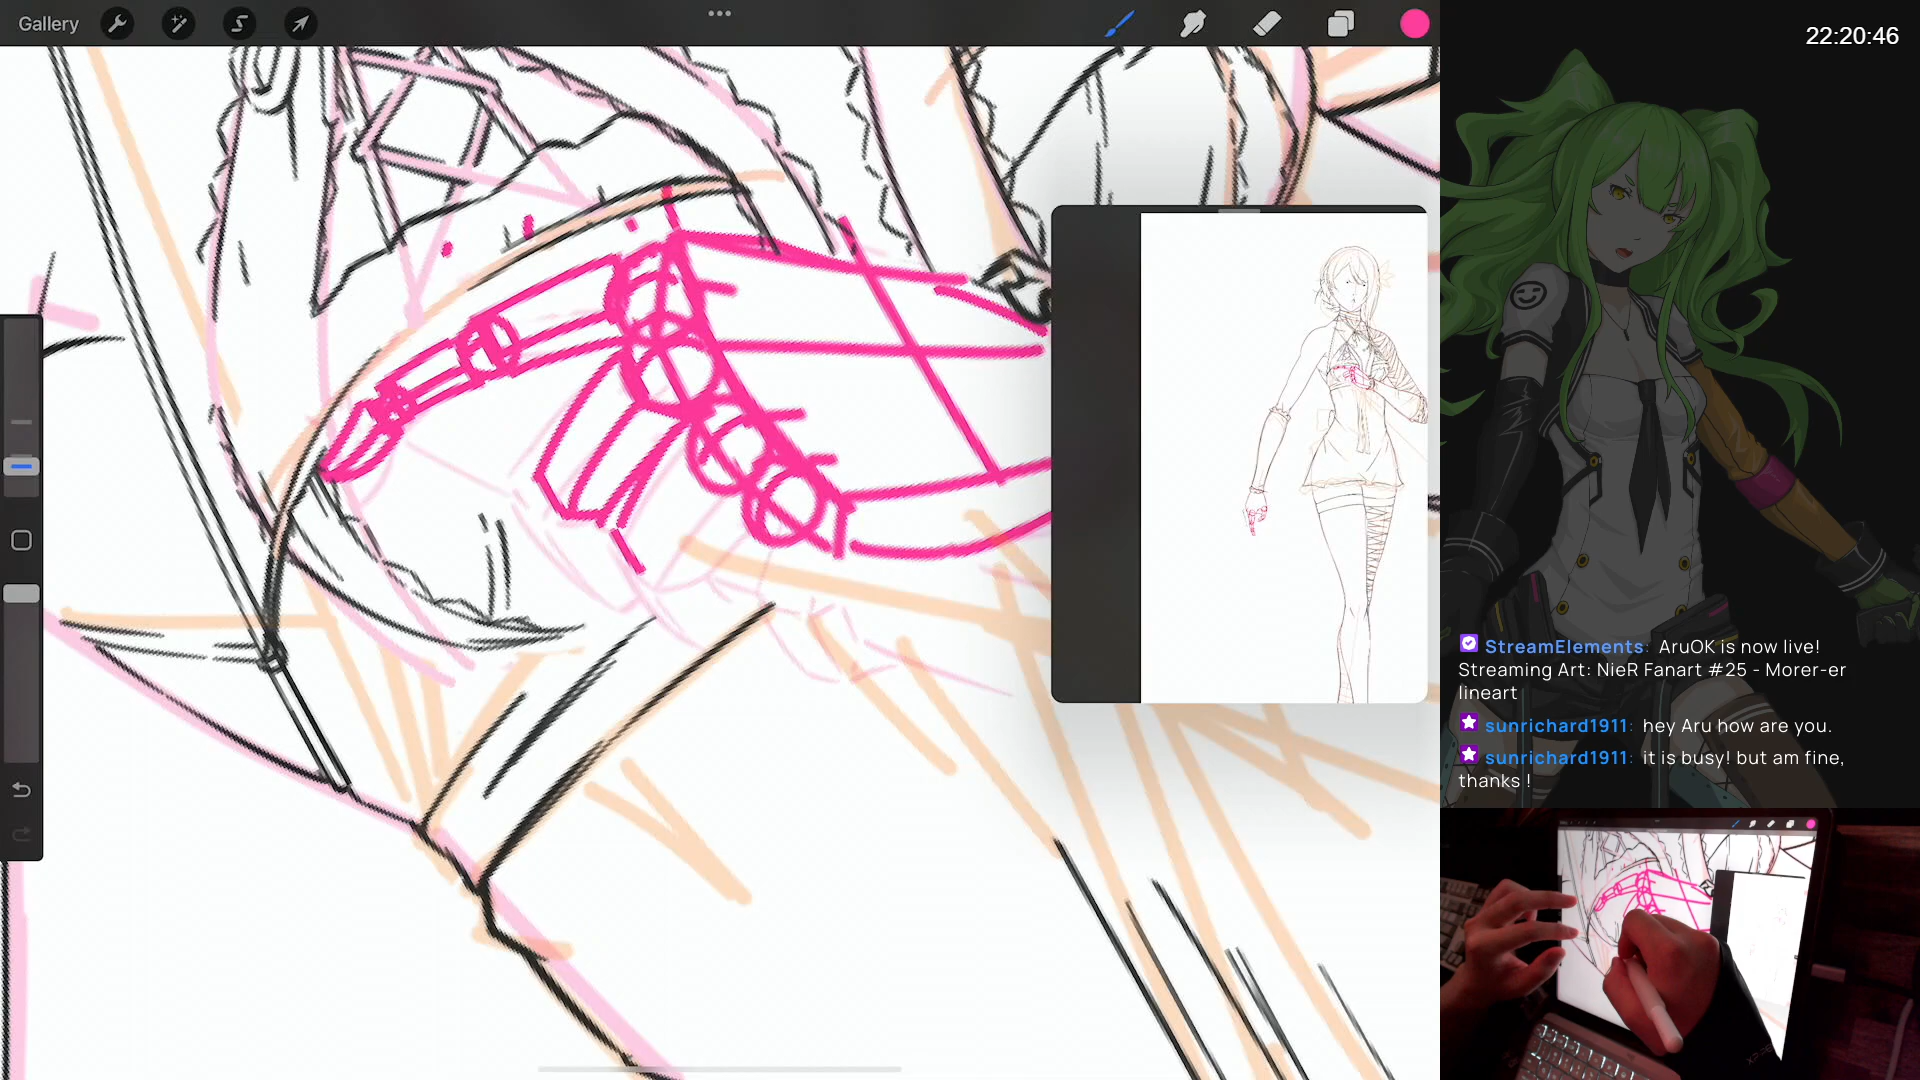 Gallery
22:20:46
StreamElements: AruOK is now live!
Streaming Art: NieR Fanart #25 - Morer-er
lineart
sunrichard1911: hey Aru how are you.
sunrichard1911: it is busy! but am fine,
thanks !